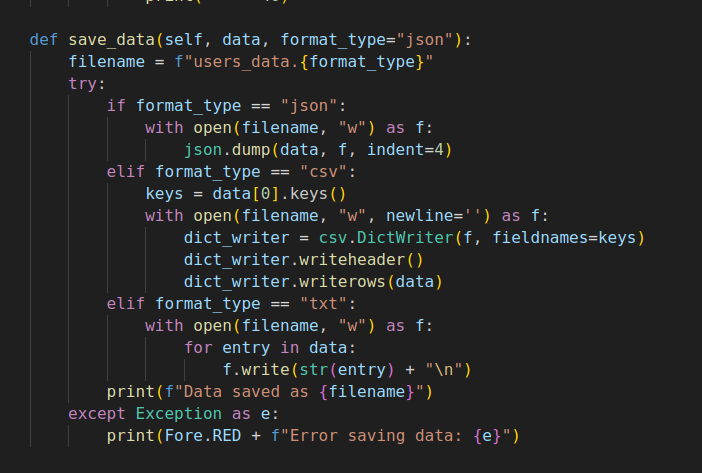 def save_data(self, data, format_type="json"):
    filename = f"users_data.{format_type}"
    try:
        if format_type == "json":
            with open(filename, "w") as f:
                json.dump(data, f, indent=4)
        elif format_type == "csv":
            keys = data[0].keys()
            with open(filename, "w", newline='') as f:
                dict_writer = csv.DictWriter(f, fieldnames=keys)
                dict_writer.writeheader()
                dict_writer.writerows(data)
        elif format_type == "txt":
            with open(filename, "w") as f:
                for entry in data:
                    f.write(str(entry) + "\n")
        print(f"Data saved as {filename}")
    except Exception as e:
        print(Fore.RED + f"Error saving data: {e}")